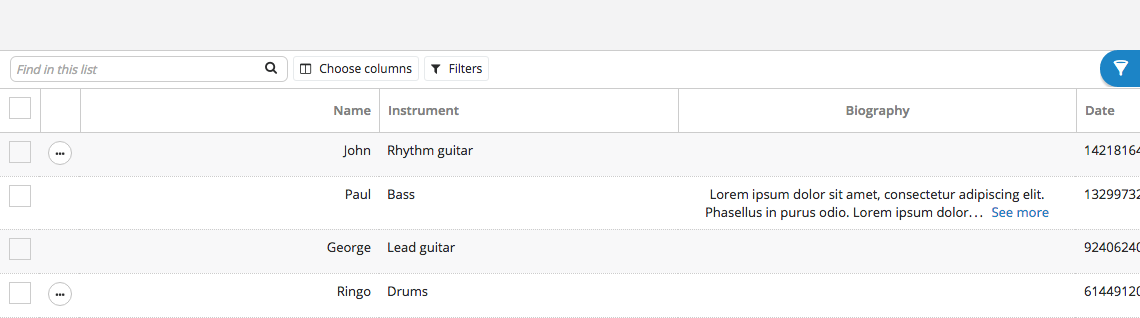 Find in this list Choose columns Filters
Name Instrument Biography Date
John Rhythm guitar 14218164
Paul Bass Lorem ipsum dolor sit amet, consectetur adipiscing elit. 13299732
Phasellus in purus odio. Lorem ipsum dolor... See more
George Lead guitar 92406240
Ringo Drums 61449120